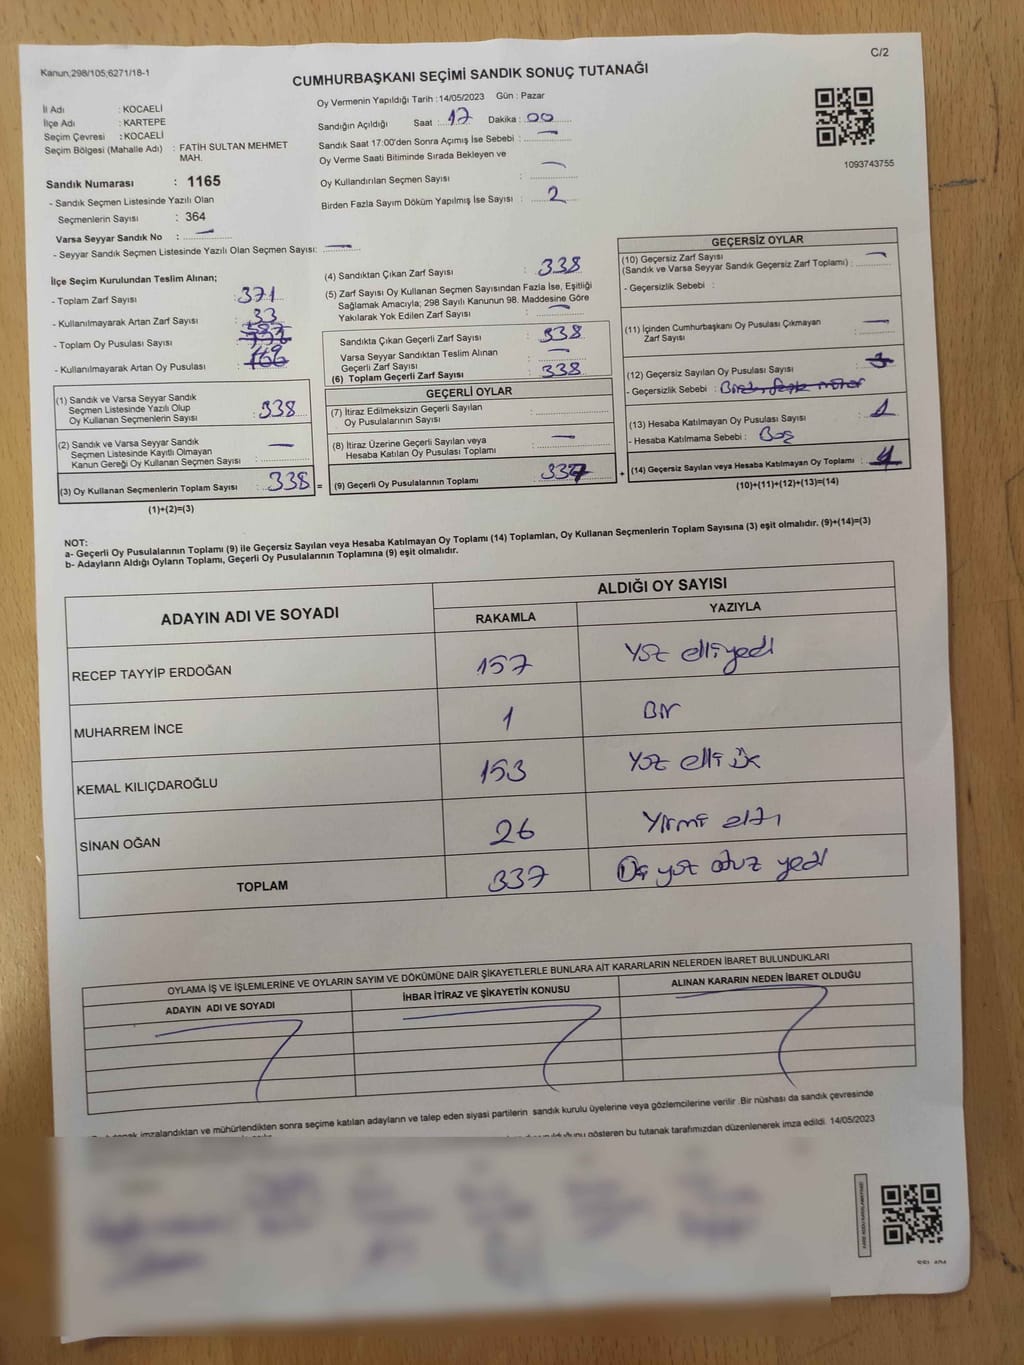 Kanun;298/105;6271/18-1
C/2
CUMHURBAŞKANI SEÇİMİ SANDIK SONUÇ TUTANAĞI
İl Adı : KOCAELİ
İlçe Adı : KARTEPE
Seçim Çevresi : KOCAELİ
Seçim Bölgesi (Mahalle Adı) : FATİH SULTAN MEHMET
MAH.
Sandık Numarası : 1165
- Sandık Seçmen Listesinde Yazılı Olan
Seçmenlerin Sayısı : 364
Varsa Seyyar Sandık No : —
- Seyyar Sandık Seçmen Listesinde Yazılı Olan Seçmen Sayısı: —
Oy Vermenin Yapıldığı Tarih : 14/05/2023 Gün : Pazar
Sandığın Açıldığı Saat : 17 Dakika : 00
Sandık Saat 17:00'den Sonra Açımış İse Sebebi : —
Oy Verme Saati Bitiminde Sırada Bekleyen ve
Oy Kullandırılan Seçmen Sayısı : —
Birden Fazla Sayım Döküm Yapılmış İse Sayısı : 2
1093743755
İlçe Seçim Kurulundan Teslim Alınan;
- Toplam Zarf Sayısı : 371
- Kullanılmayarak Artan Zarf Sayısı : 33
- Toplam Oy Pusulası Sayısı :
- Kullanılmayarak Artan Oy Pusulası : 169
(1) Sandık ve Varsa Seyyar Sandık
Seçmen Listesinde Yazılı Olup
Oy Kullanan Seçmenlerin Sayısı : 338
(2) Sandık ve Varsa Seyyar Sandık
Seçmen Listesinde Kayıtlı Olmayan
Kanun Gereği Oy Kullanan Seçmen Sayısı : —
(3) Oy Kullanan Seçmenlerin Toplam Sayısı : 338 =
(1)+(2)=(3)
(4) Sandıktan Çıkan Zarf Sayısı : 338
(5) Zarf Sayısı Oy Kullanan Seçmen Sayısından Fazla İse, Eşitliği
Sağlamak Amacıyla; 298 Sayılı Kanunun 98. Maddesine Göre
Yakılarak Yok Edilen Zarf Sayısı : —
Sandıkta Çıkan Geçerli Zarf Sayısı : 338
Varsa Seyyar Sandıktan Teslim Alınan
Geçerli Zarf Sayısı : —
(6) Toplam Geçerli Zarf Sayısı : 338
GEÇERLİ OYLAR
(7) İtiraz Edilmeksizin Geçerli Sayılan
Oy Pusulalarının Sayısı :
(8) İtiraz Üzerine Geçerli Sayılan veya
Hesaba Katılan Oy Pusulası Toplamı : —
(9) Geçerli Oy Pusulalarının Toplamı : 337 +
GEÇERSİZ OYLAR
(10) Geçersiz Zarf Sayısı
(Sandık ve Varsa Seyyar Sandık Geçersiz Zarf Toplamı) : —
- Geçersizlik Sebebi :
(11) İçinden Cumhurbaşkanı Oy Pusulası Çıkmayan
Zarf Sayısı : —
(12) Geçersiz Sayılan Oy Pusulası Sayısı : 3
- Geçersizlik Sebebi :
(13) Hesaba Katılmayan Oy Pusulası Sayısı : 1
- Hesaba Katılmama Sebebi : Boş
(14) Geçersiz Sayılan veya Hesaba Katılmayan Oy Toplamı :
(10)+(11)+(12)+(13)=(14)
NOT:
a- Geçerli Oy Pusulalarının Toplamı (9) ile Geçersiz Sayılan veya Hesaba Katılmayan Oy Toplamı (14) Toplamları, Oy Kullanan Seçmenlerin Toplam Sayısına (3) eşit olmalıdır. (9)+(14)=(3)
b- Adayların Aldığı Oyların Toplamı, Geçerli Oy Pusulalarının Toplamına (9) eşit olmalıdır.
ADAYIN ADI VE SOYADI
ALDIĞI OY SAYISI
RAKAMLA YAZIYLA
RECEP TAYYİP ERDOĞAN 157 Yüz elli yedi
MUHARREM İNCE 1 Bir
KEMAL KILIÇDAROĞLU 153 Yüz elli üç
SİNAN OĞAN 26 Yirmi altı
TOPLAM 337 Üç yüz otuz yedi
OYLAMA İŞ VE İŞLEMLERİNE VE OYLARIN SAYIM VE DÖKÜMÜNE DAİR ŞİKAYETLERLE BUNLARA AİT KARARLARIN NELERDEN İBARET BULUNDUKLARI
ADAYIN ADI VE SOYADI İHBAR İTİRAZ VE ŞİKAYETİN KONUSU ALINAN KARARIN NEDEN İBARET OLDUĞU
tutanak imzalandıktan ve mühürlendikten sonra seçime katılan adayların ve talep eden siyasi partilerin sandık kurulu üyelerine veya gözlemcilerine verilir .Bir nüshası da sandık çevresinde
gösteren bu tutanak tarafımızdan düzenlenerek imza edildi. 14/05/2023